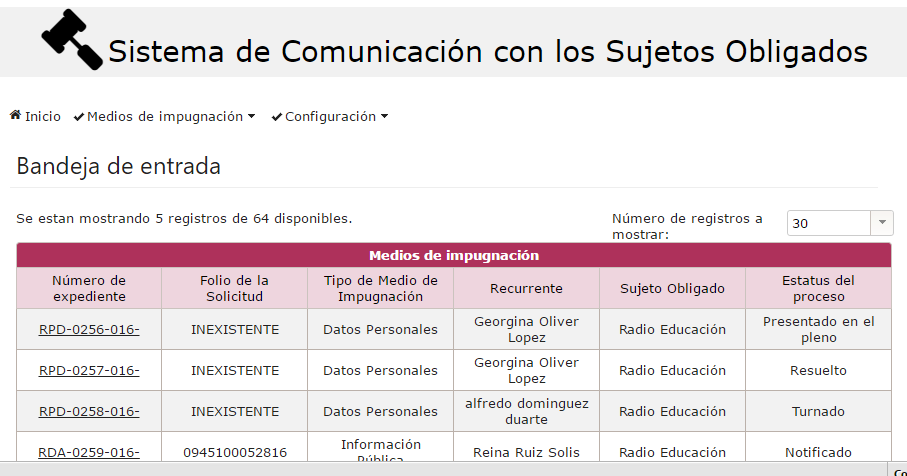 Sistema de Comunicación con los Sujetos Obligados
Inicio Medios de impugnación Configuración
Bandeja de entrada
Se estan mostrando 5 registros de 64 disponibles.
Número de registros a
mostrar:
30
Medios de impugnación
Número de
expediente
Folio de la
Solicitud
Tipo de Medio de
Impugnación
Recurrente
Sujeto Obligado
Estatus del
proceso
RPD-0256-016-
INEXISTENTE
Datos Personales
Georgina Oliver
Lopez
Radio Educación
Presentado en el
pleno
RPD-0257-016-
INEXISTENTE
Datos Personales
Georgina Oliver
Lopez
Radio Educación
Resuelto
RPD-0258-016-
INEXISTENTE
Datos Personales
alfredo dominguez
duarte
Radio Educación
Turnado
RDA-0259-016-
0945100052816
Información
Pública
Reina Ruiz Solis
Radio Educación
Notificado